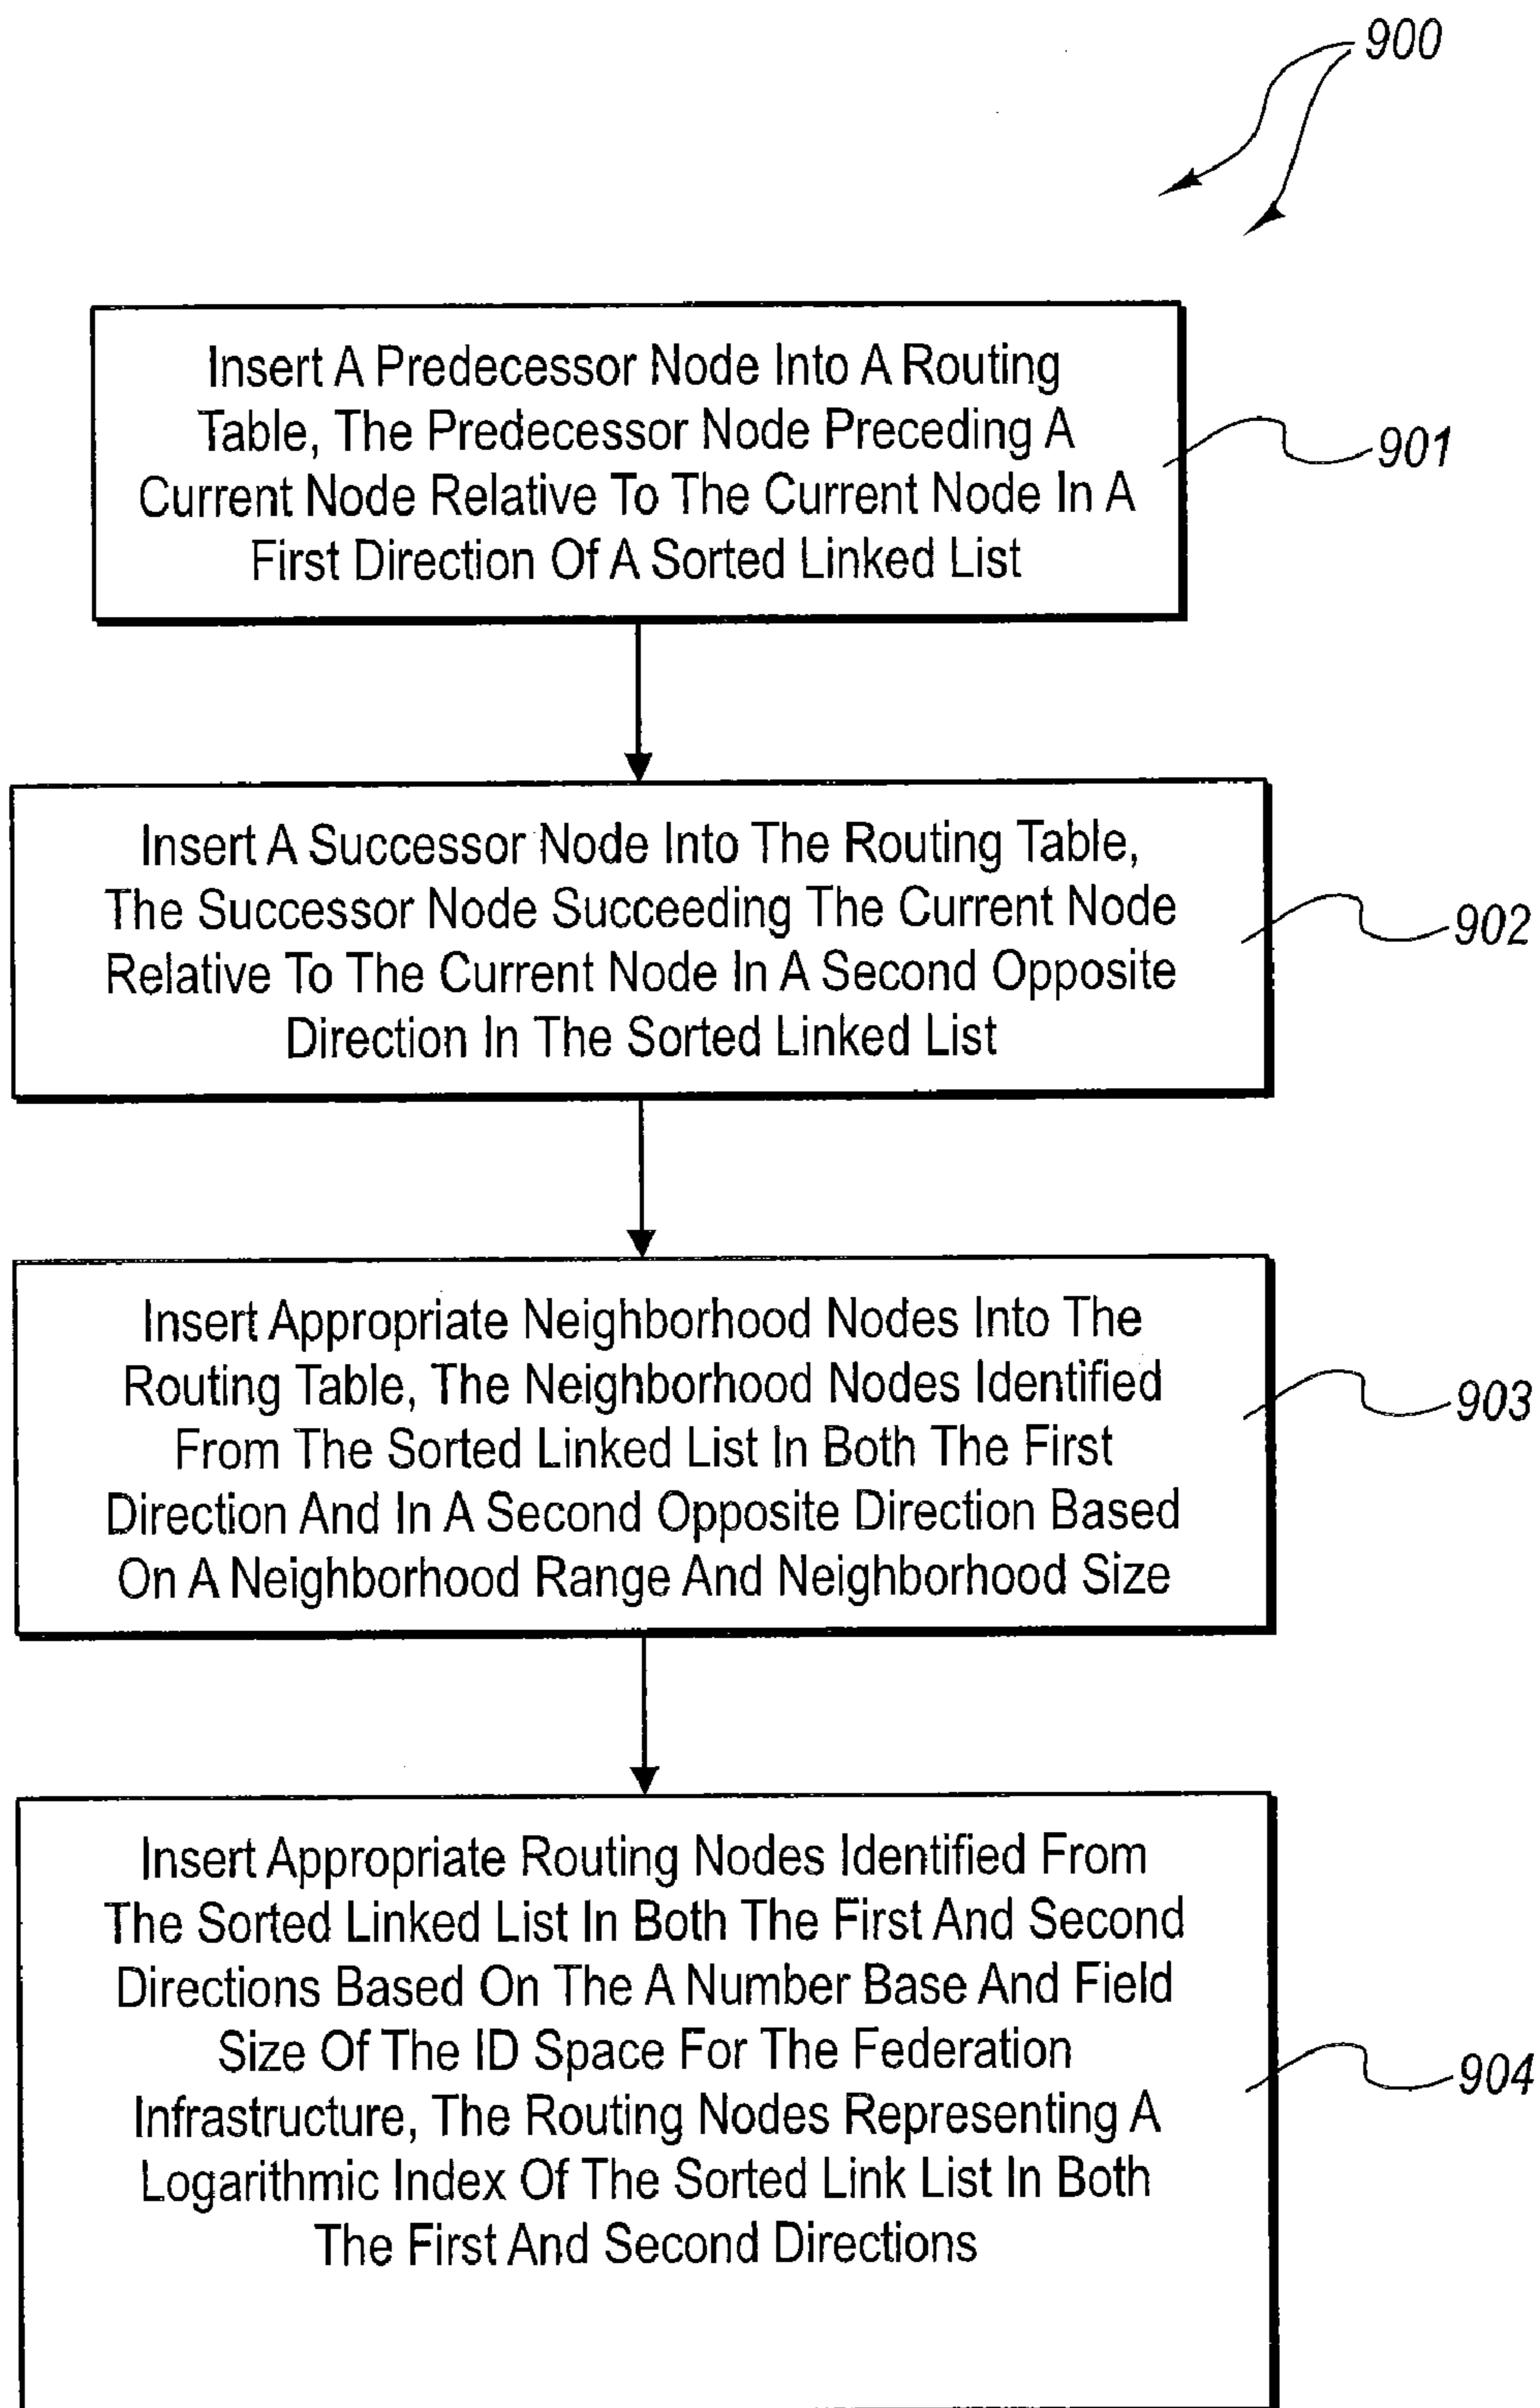 900
Insert A Predecessor Node Into A Routing
Table, The Predecessor Node Preceding A
Current Node Relative To The Current Node In A
First Direction Of A Sorted Linked List
901
Insert A Successor Node Into The Routing Table,
The Successor Node Succeeding The Current Node
Relative To The Current Node In A Second Opposite
Direction In The Sorted Linked List
902
Insert Appropriate Neighborhood Nodes Into The
Routing Table, The Neighborhood Nodes Identified
From The Sorted Linked List In Both The First
Direction And In A Second Opposite Direction Based
On A Neighborhood Range And Neighborhood Size
903
Insert Appropriate Routing Nodes Identified From
The Sorted Linked List In Both The First And Second
Directions Based On The A Number Base And Field
Size Of The ID Space For The Federation
Infrastructure, The Routing Nodes Representing A
Logarithmic Index Of The Sorted Link List In Both
The First And Second Directions
904